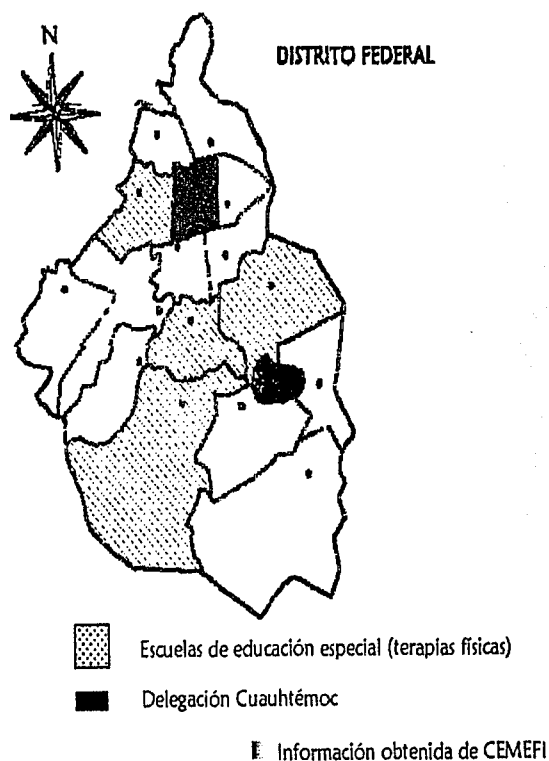 N
DISTRITO FEDERAL
Escuelas de educación especial (terapias físicas)
Delegación Cuauhtémoc
Información obtenida de CEMEFI